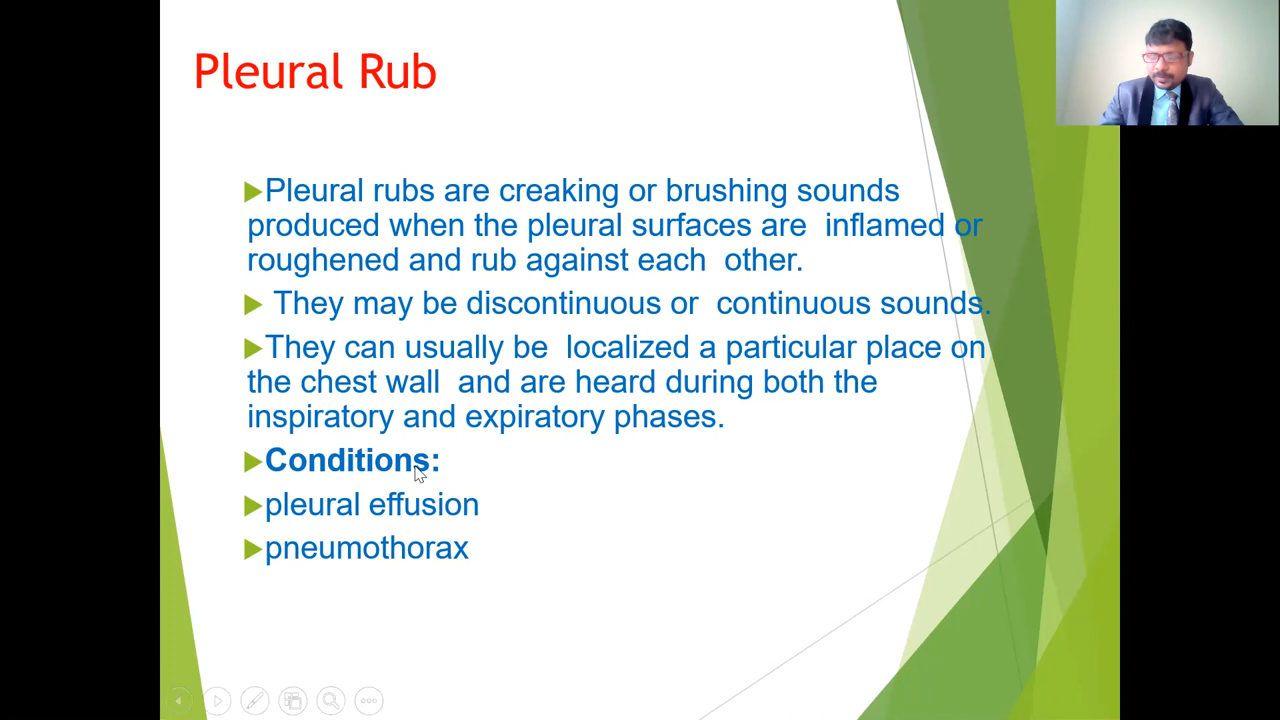 Pleural Rub
Pleural rubs are creaking or brushing sounds
produced when the pleural surfaces are inflamed or
roughened and rub against each other.
They may be discontinuous or continuous sounds.
They can usually be localized a particular place on
the chest wall and are heard during both the
inspiratory and expiratory phases.
Conditions:
pleural effusion
pneumothorax